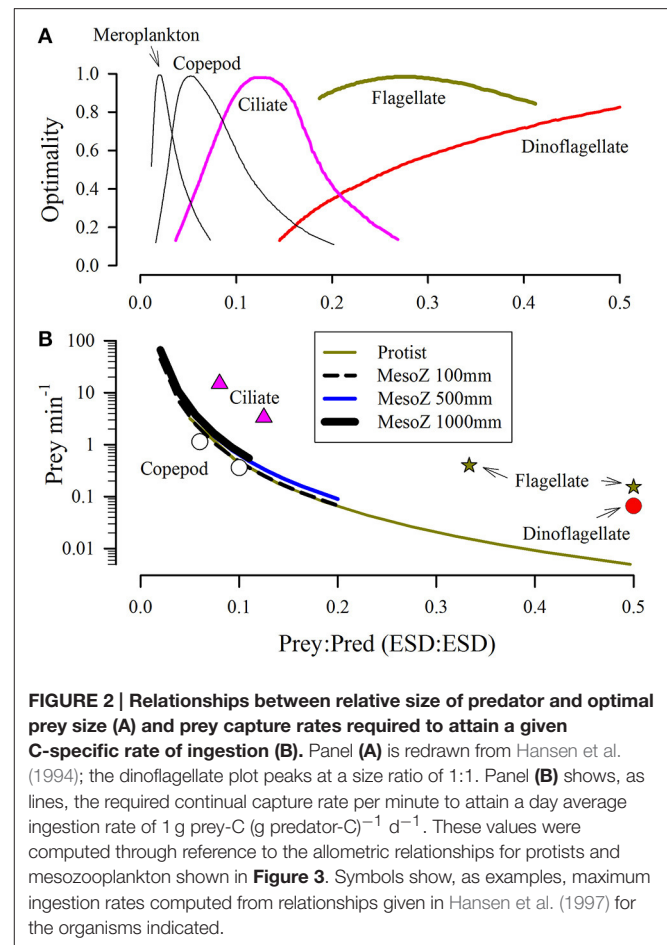 A
Meroplankton
Copepod
Ciliate
Flagellate
Dinoflagellate
Optimality
1.0
0.8
0.6
0.4
0.2
0.0
0.0 0.1 0.2 0.3 0.4 0.5
B
Prey min⁻¹
100
10
1
0.1
0.01
Protist
MesoZ 100mm
MesoZ 500mm
MesoZ 1000mm
Ciliate
Copepod
Flagellate
Dinoflagellate
0.0 0.1 0.2 0.3 0.4 0.5
Prey:Pred (ESD:ESD)
FIGURE 2 | Relationships between relative size of predator and optimal
prey size (A) and prey capture rates required to attain a given
C-specific rate of ingestion (B). Panel (A) is redrawn from Hansen et al.
(1994); the dinoflagellate plot peaks at a size ratio of 1:1. Panel (B) shows, as
lines, the required continual capture rate per minute to attain a day average
ingestion rate of 1 g prey-C (g predator-C)⁻¹ d⁻¹. These values were
computed through reference to the allometric relationships for protists and
mesozooplankton shown in Figure 3. Symbols show, as examples, maximum
ingestion rates computed from relationships given in Hansen et al. (1997) for
the organisms indicated.